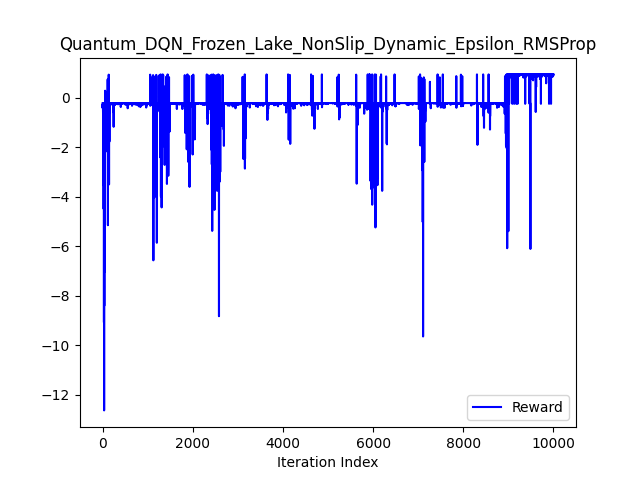 Quantum_DQN_Frozen_Lake_NonSlip_Dynamic_Epsilon_RMSProp
0
−2
−4
−6
−8
−10
−12
Reward
0 2000 4000 6000 8000 10000
Iteration Index